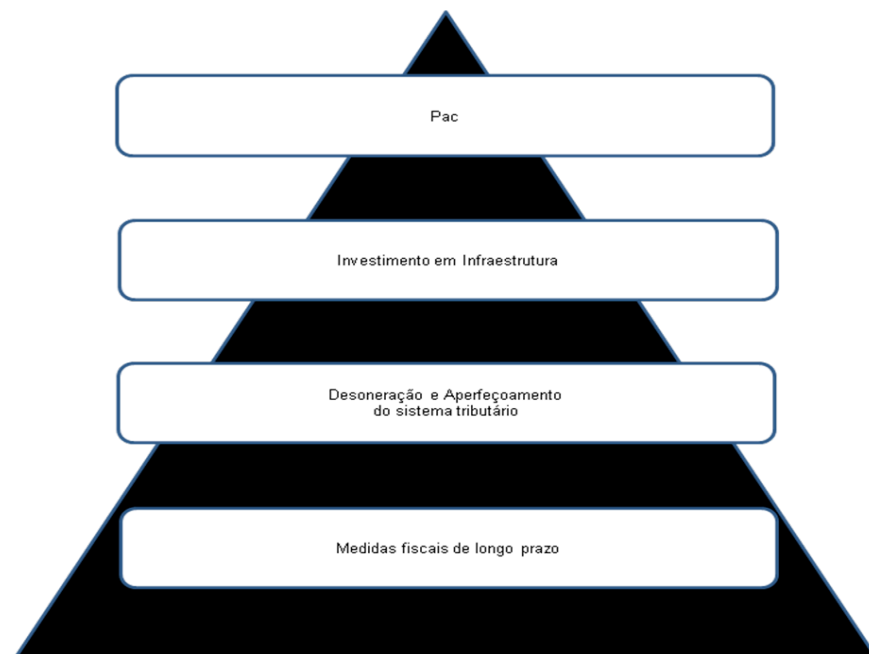 Pac
Investimento em Infraestrutura
Desoneração e Aperfeçoamento
do sistema tributário
Medidas fiscais de longo prazo